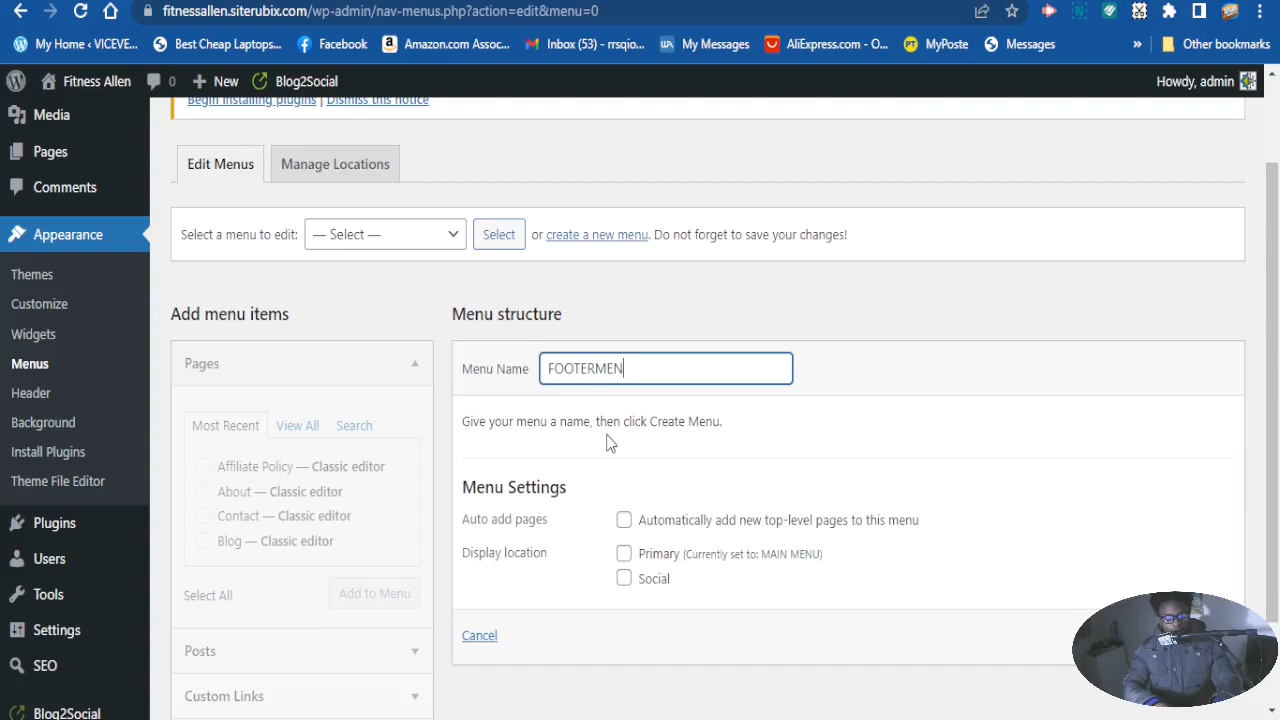 fitnessallen.siterubix.com/wp-admin/nav-menus.php?action=edit&menu=0
My Home ‹ VICEVE...
Best Cheap Laptops...
Facebook
Amazon.com Assoc...
Inbox (53) - rrsqio...
My Messages
AliExpress.com - O...
MyPoste
Messages
»
Other bookmarks
Fitness Allen
0
New
Blog2Social
Howdy, admin
Begin installing plugins | Dismiss this notice
Media
Pages
Comments
Appearance
Themes
Customize
Widgets
Menus
Header
Background
Install Plugins
Theme File Editor
Plugins
Users
Tools
Settings
SEO
Blog2Social
Edit Menus
Manage Locations
Select a menu to edit: — Select — Select or create a new menu. Do not forget to save your changes!
Add menu items
Pages
Most Recent View All Search
Affiliate Policy — Classic editor
About — Classic editor
Contact — Classic editor
Blog — Classic editor
Select All
Add to Menu
Posts
Custom Links
Menu structure
Menu Name FOOTERMEN
Give your menu a name, then click Create Menu.
Menu Settings
Auto add pages Automatically add new top-level pages to this menu
Display location Primary (Currently set to: MAIN MENU)
Social
Cancel